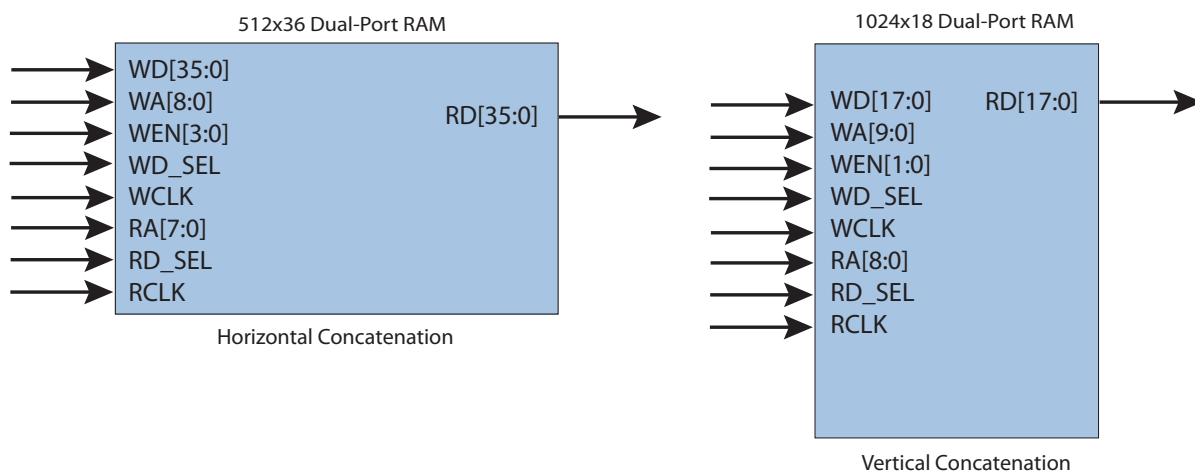 512x36 Dual-Port RAM
WD[35:0]
WA[8:0]
WEN[3:0]
WD_SEL
WCLK
RA[7:0]
RD_SEL
RCLK
RD[35:0]
Horizontal Concatenation
1024x18 Dual-Port RAM
WD[17:0]
WA[9:0]
WEN[1:0]
WD_SEL
WCLK
RA[8:0]
RD_SEL
RCLK
RD[17:0]
Vertical Concatenation